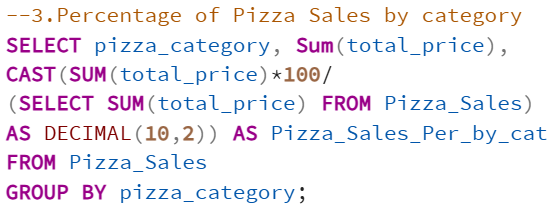 --3.Percentage of Pizza Sales by category
SELECT pizza_category, Sum(total_price),
CAST(SUM(total_price)*100/
(SELECT SUM(total_price) FROM Pizza_Sales)
AS DECIMAL(10,2)) AS Pizza_Sales_Per_by_cat
FROM Pizza_Sales
GROUP BY pizza_category;